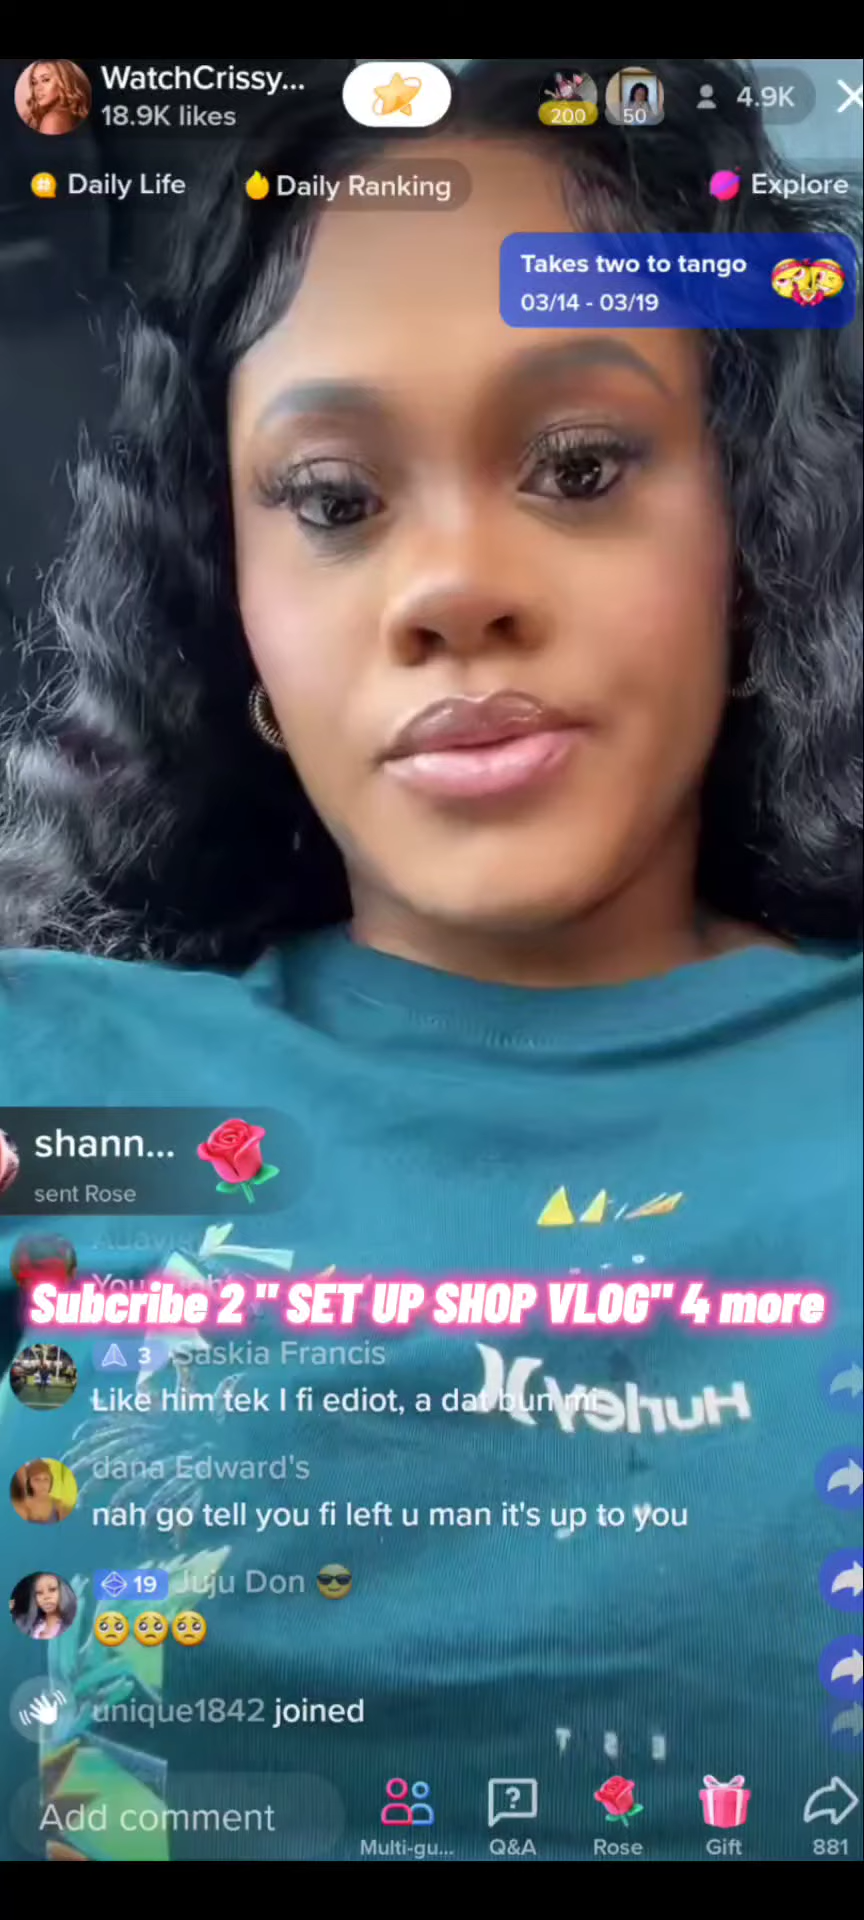 WatchCrissy...
18.9K likes
200
50
4.9K
Daily Life
Daily Ranking
Explore
Takes two to tango
03/14 - 03/19
shann...
sent Rose
Subcribe 2 " SET UP SHOP VLOG" 4 more
3 Saskia Francis
Like him tek I fi ediot, a dat bun mi
Hurley
dana Edward's
nah go tell you fi left u man it's up to you
19 Juju Don 😎
🥺🥺🥺
unique1842 joined
Add comment
Multi-gu...
Q&A
Rose
Gift
881